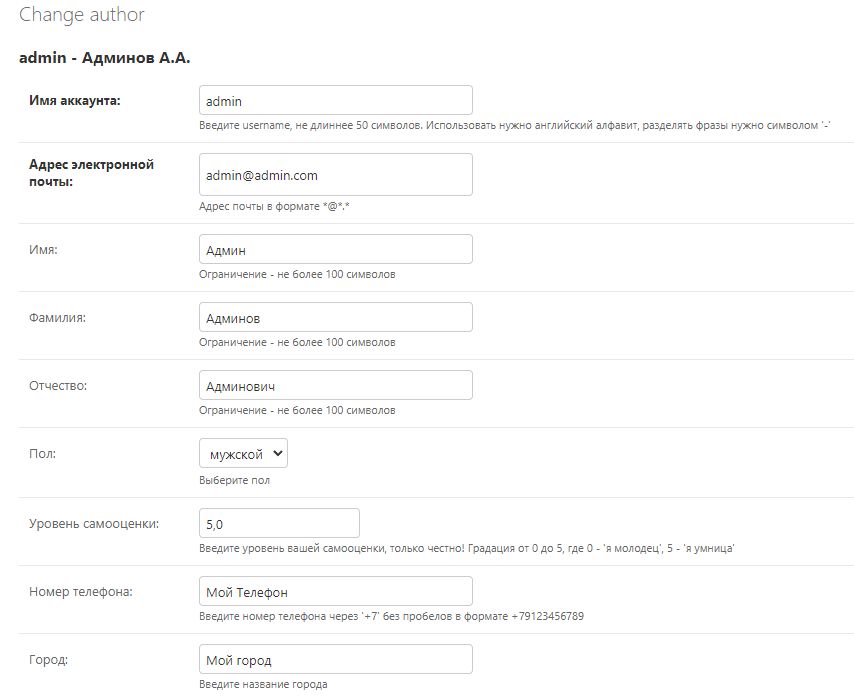 Change author
admin - Админов А.А.
Имя аккаунта:
admin
Введите username, не длиннее 50 символов. Использовать нужно английский алфавит, разделять фразы нужно символом '-'
Адрес электронной
почты:
admin@admin.com
Адрес почты в формате *@*.*
Имя:
Админ
Ограничение - не более 100 символов
Фамилия:
Админов
Ограничение - не более 100 символов
Отчество:
Админович
Ограничение - не более 100 символов
Пол:
мужской
Выберите пол
Уровень самооценки:
5,0
Введите уровень вашей самооценки, только честно! Градация от 0 до 5, где 0 - 'я молодец', 5 - 'я умница'
Номер телефона:
Мой Телефон
Введите номер телефона через '+7' без пробелов в формате +79123456789
Город:
Мой город
Введите название города